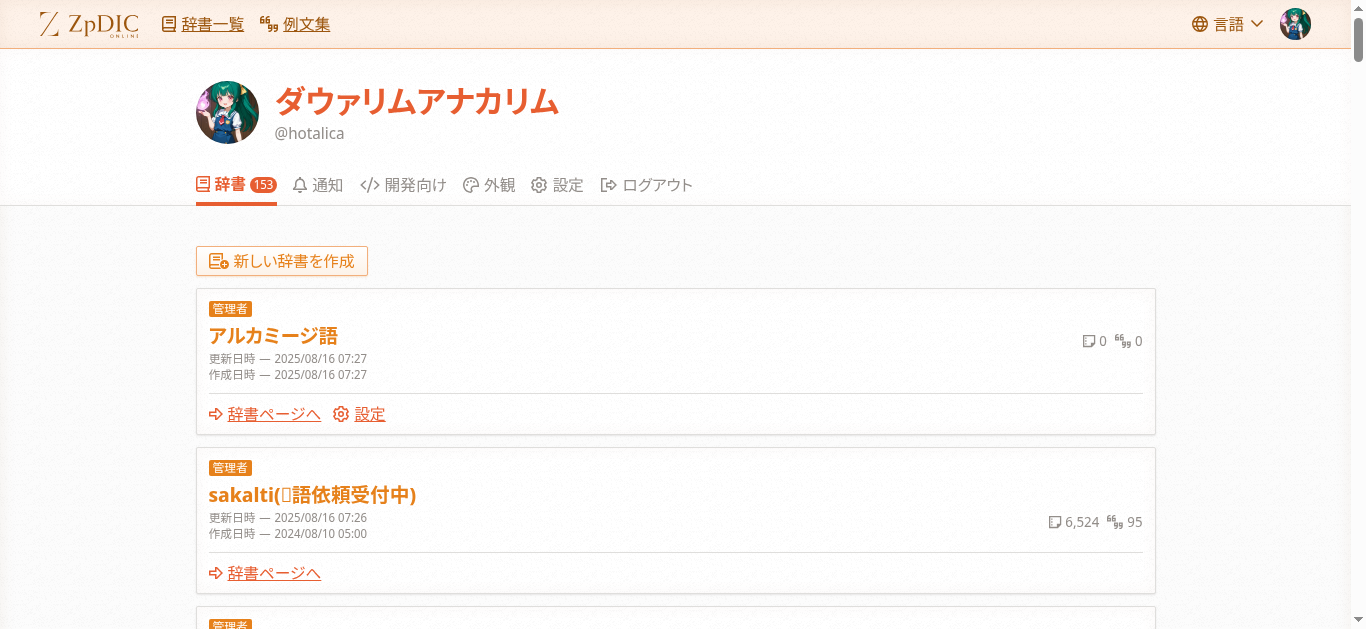 ZpDIC ONLINE 辞書一覧 例文集 言語
ダヴァリムアナカリム
@hotalica
辞書 153 通知 開発向け 外観 設定 ログアウト
新しい辞書を作成
管理者
アルカミージ語
更新日時 — 2025/08/16 07:27
作成日時 — 2025/08/16 07:27
0 0
辞書ページへ 設定
管理者
sakalti(語依頼受付中)
更新日時 — 2025/08/16 07:26
作成日時 — 2024/08/10 05:00
6,524 95
辞書ページへ
管理者